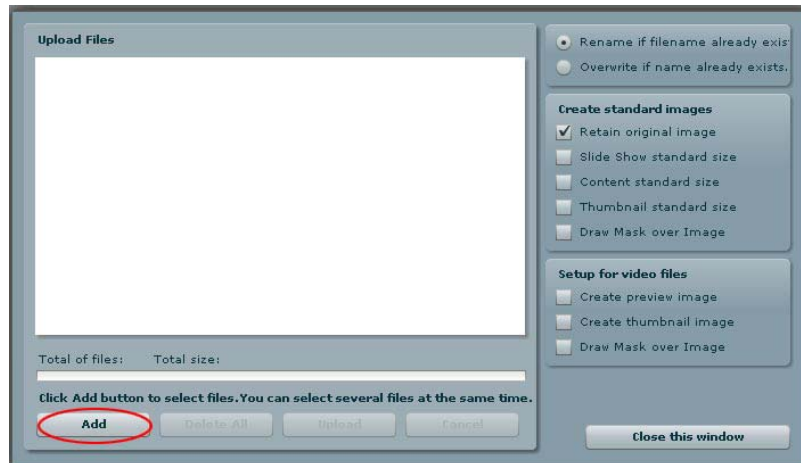 Upload Files
Total of files: Total size:
Click Add button to select files.You can select several files at the same time.
Add Delete All Upload Cancel
Rename if filename already exis
Overwrite if name already exists.
Create standard images
Retain original image
Slide Show standard size
Content standard size
Thumbnail standard size
Draw Mask over Image
Setup for video files
Create preview image
Create thumbnail image
Draw Mask over Image
Close this window